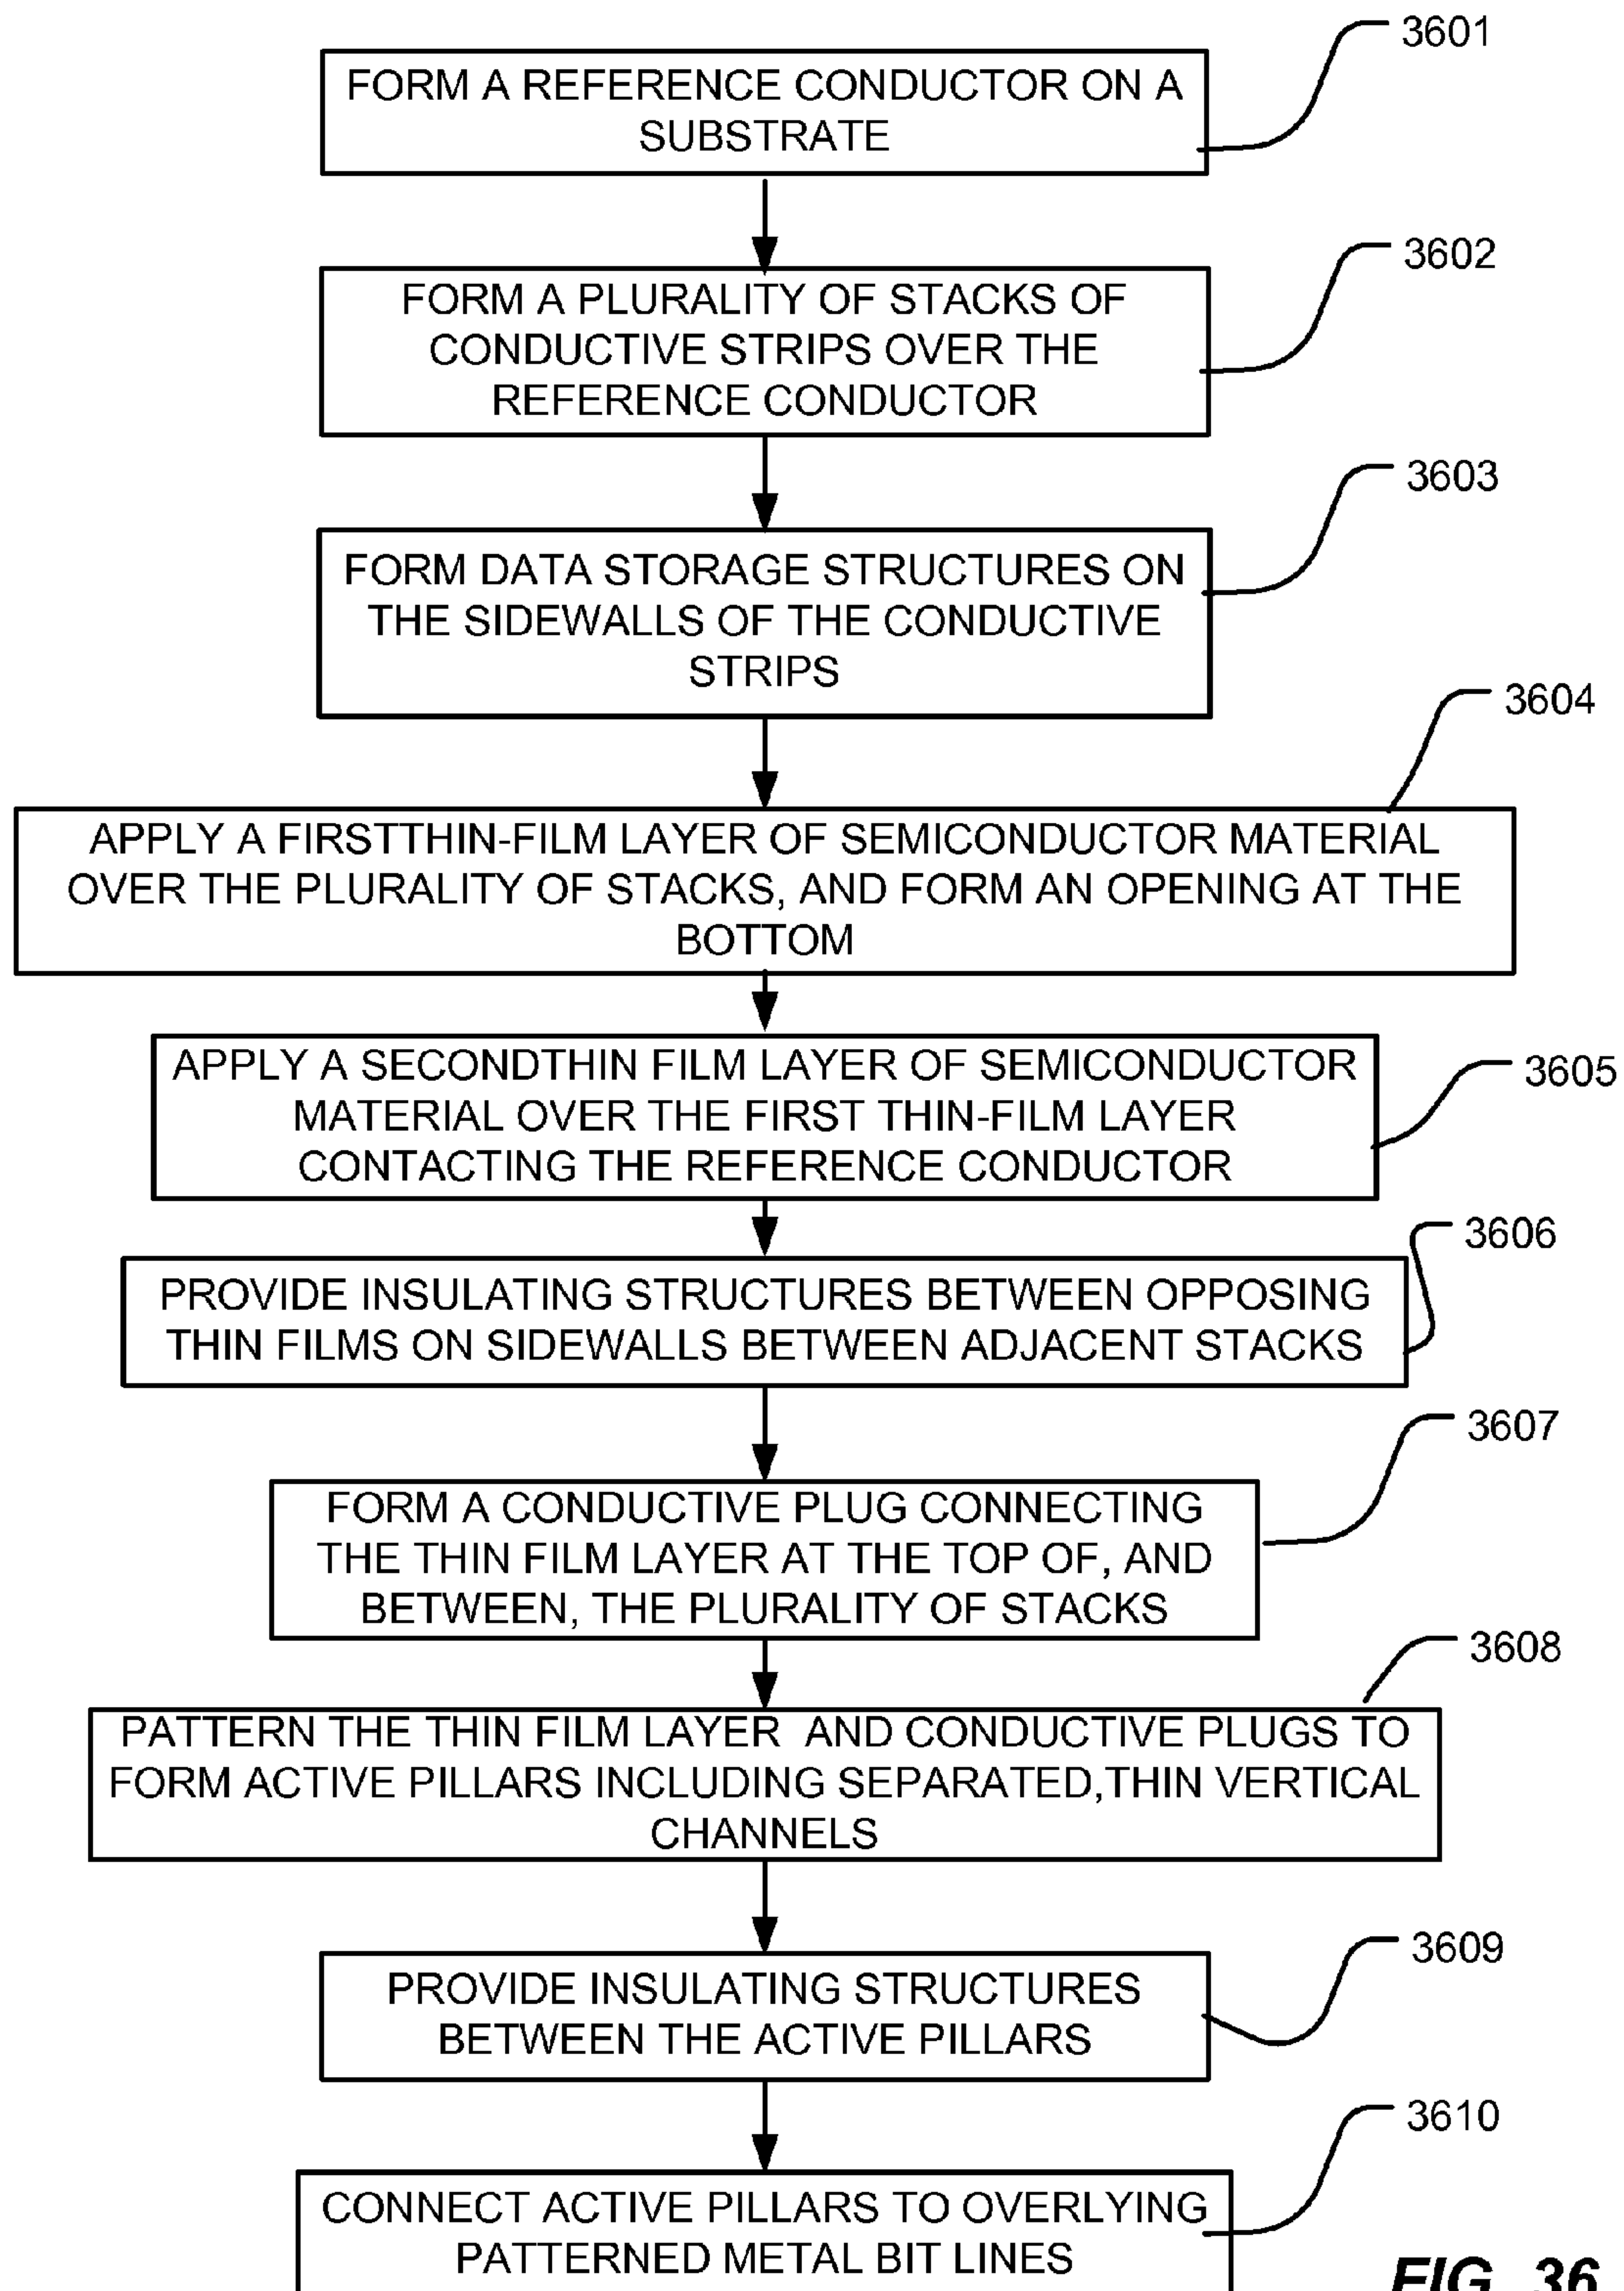 3601
FORM A REFERENCE CONDUCTOR ON A
SUBSTRATE
3602
FORM A PLURALITY OF STACKS OF
CONDUCTIVE STRIPS OVER THE
REFERENCE CONDUCTOR
3603
FORM DATA STORAGE STRUCTURES ON
THE SIDEWALLS OF THE CONDUCTIVE
STRIPS
3604
APPLY A FIRSTTHIN-FILM LAYER OF SEMICONDUCTOR MATERIAL
OVER THE PLURALITY OF STACKS, AND FORM AN OPENING AT THE
BOTTOM
3605
APPLY A SECONDTHIN FILM LAYER OF SEMICONDUCTOR
MATERIAL OVER THE FIRST THIN-FILM LAYER
CONTACTING THE REFERENCE CONDUCTOR
3606
PROVIDE INSULATING STRUCTURES BETWEEN OPPOSING
THIN FILMS ON SIDEWALLS BETWEEN ADJACENT STACKS
3607
FORM A CONDUCTIVE PLUG CONNECTING
THE THIN FILM LAYER AT THE TOP OF, AND
BETWEEN, THE PLURALITY OF STACKS
3608
PATTERN THE THIN FILM LAYER AND CONDUCTIVE PLUGS TO
FORM ACTIVE PILLARS INCLUDING SEPARATED,THIN VERTICAL
CHANNELS
3609
PROVIDE INSULATING STRUCTURES
BETWEEN THE ACTIVE PILLARS
3610
CONNECT ACTIVE PILLARS TO OVERLYING
PATTERNED METAL BIT LINES
FIG. 36